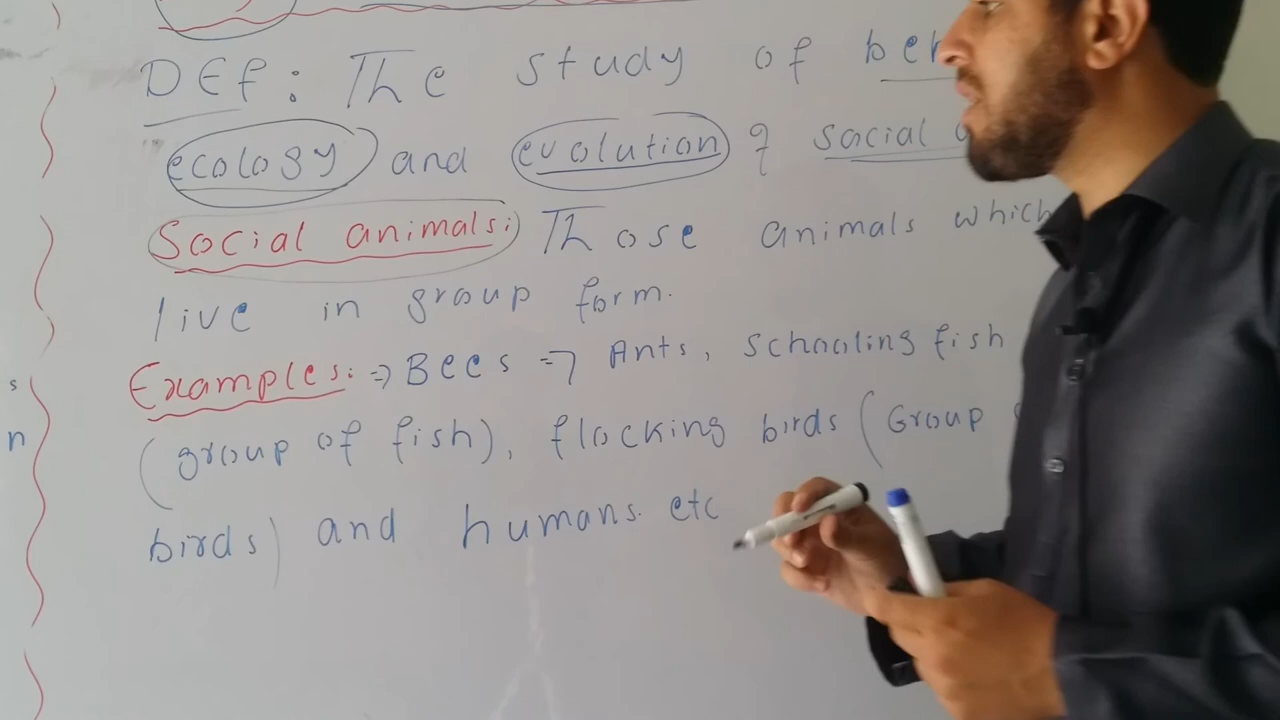 DEf: The study of beh
ecology and evolution of social a
Social animals: Those animals which
live in group form.
Examples: => Bees => Ants, schooling fish
(group of fish), flocking birds (Group
birds) and humans. etc
s
n